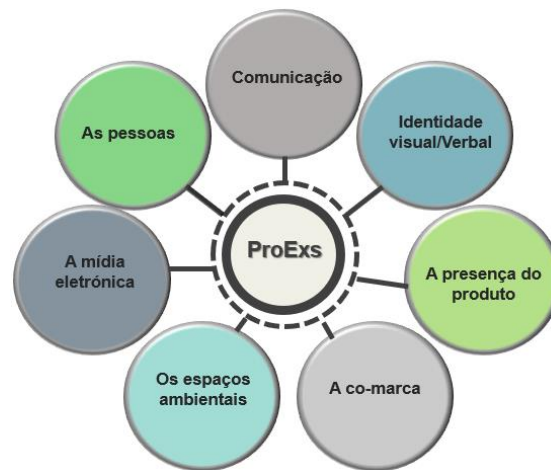 Comunicação
Identidade
visual/Verbal
A presença do
produto
A co-marca
Os espaços
ambientais
A mídia
eletrónica
As pessoas
ProExs